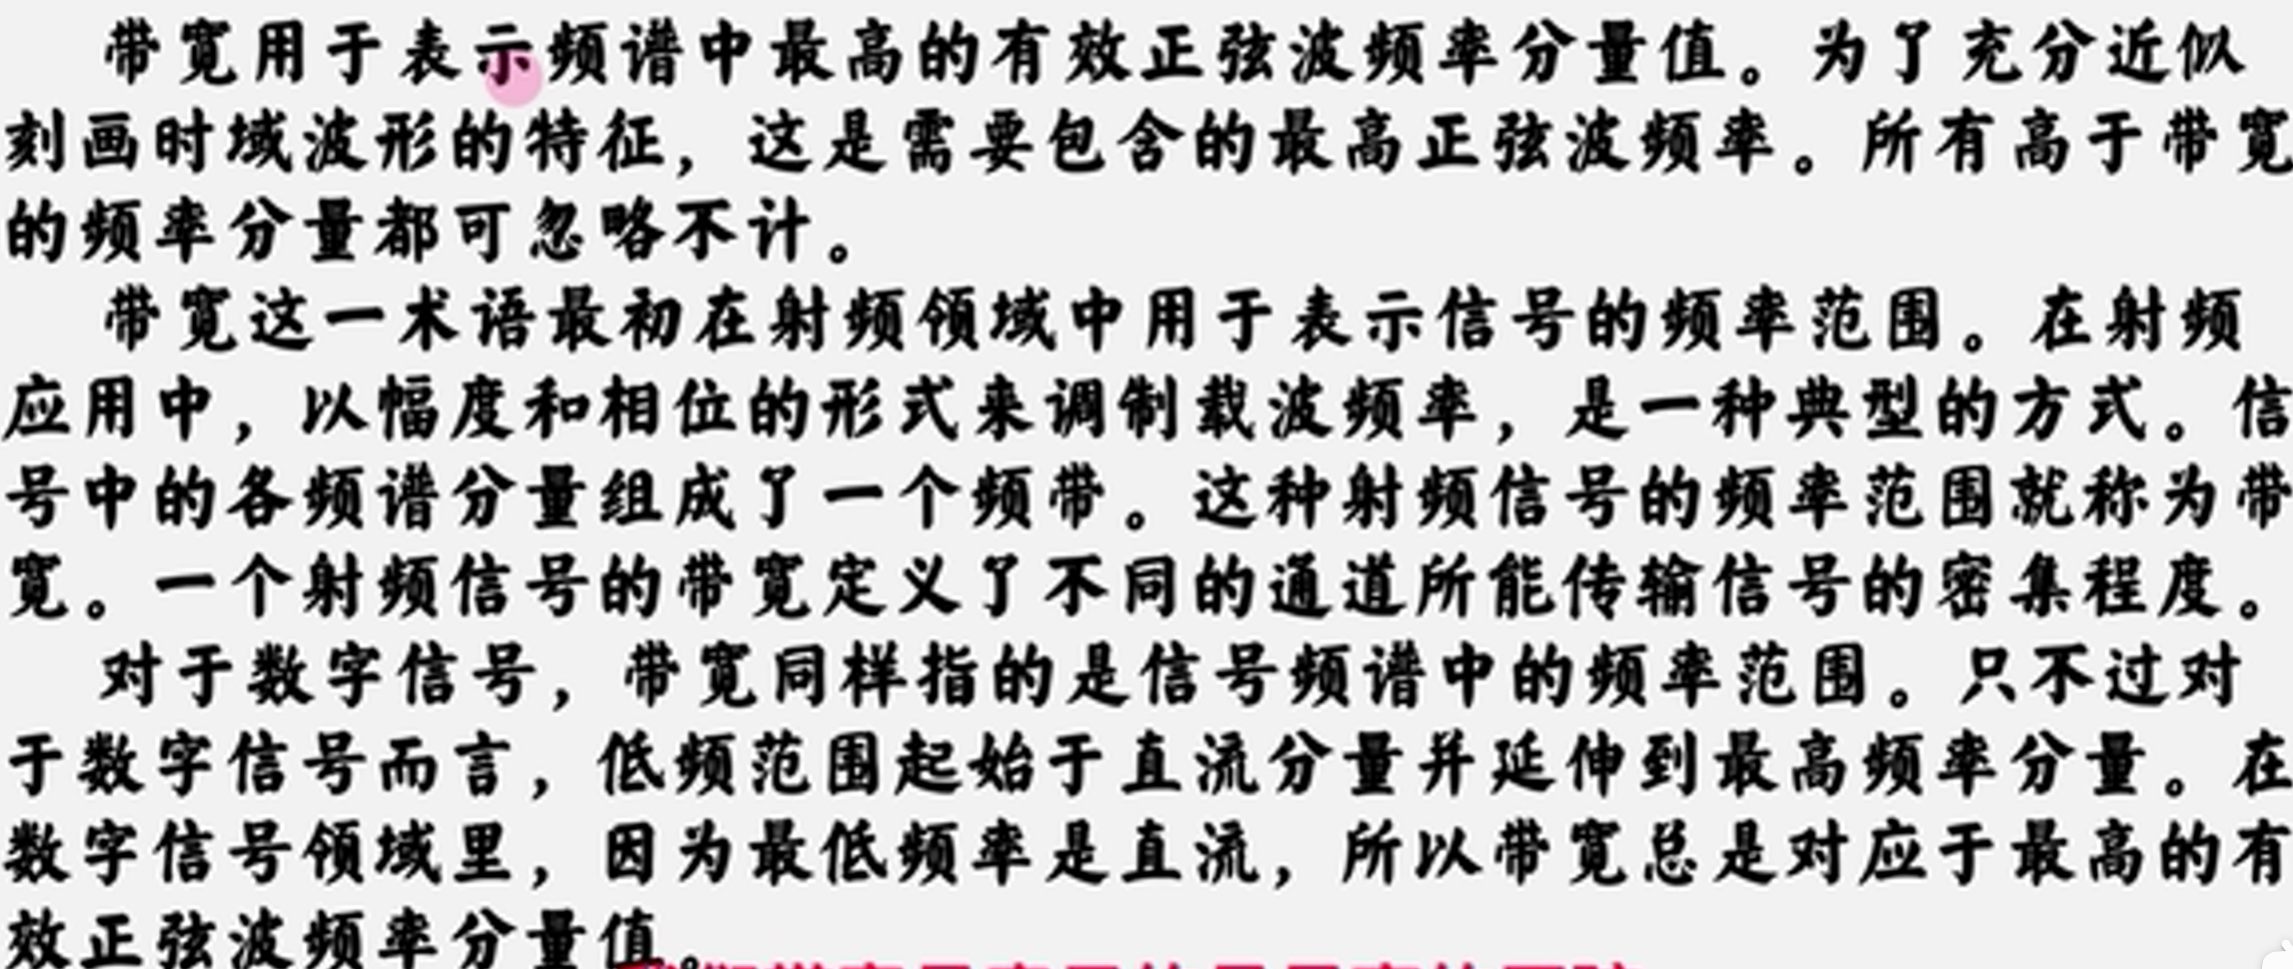 带宽用于表示频谱中最高的有效正弦波频率分量值。为了充分近似
刻画时域波形的特征，这是需要包含的最高正弦波频率。所有高于带宽
的频率分量都可忽略不计。
带宽这一术语最初在射频领域中用于表示信号的频率范围。在射频
应用中，以幅度和相位的形式来调制载波频率，是一种典型的方式。信
号中的各频谱分量组成了一个频带。这种射频信号的频率范围就称为带
宽。一个射频信号的带宽定义了不同的通道所能传输信号的密集程度。
对于数字信号，带宽同样指的是信号频谱中的频率范围。只不过对
于数字信号而言，低频范围起始于直流分量并延伸到最高频率分量。在
数字信号领域里，因为最低频率是直流，所以带宽总是对应于最高的有
效正弦波频率分量值。